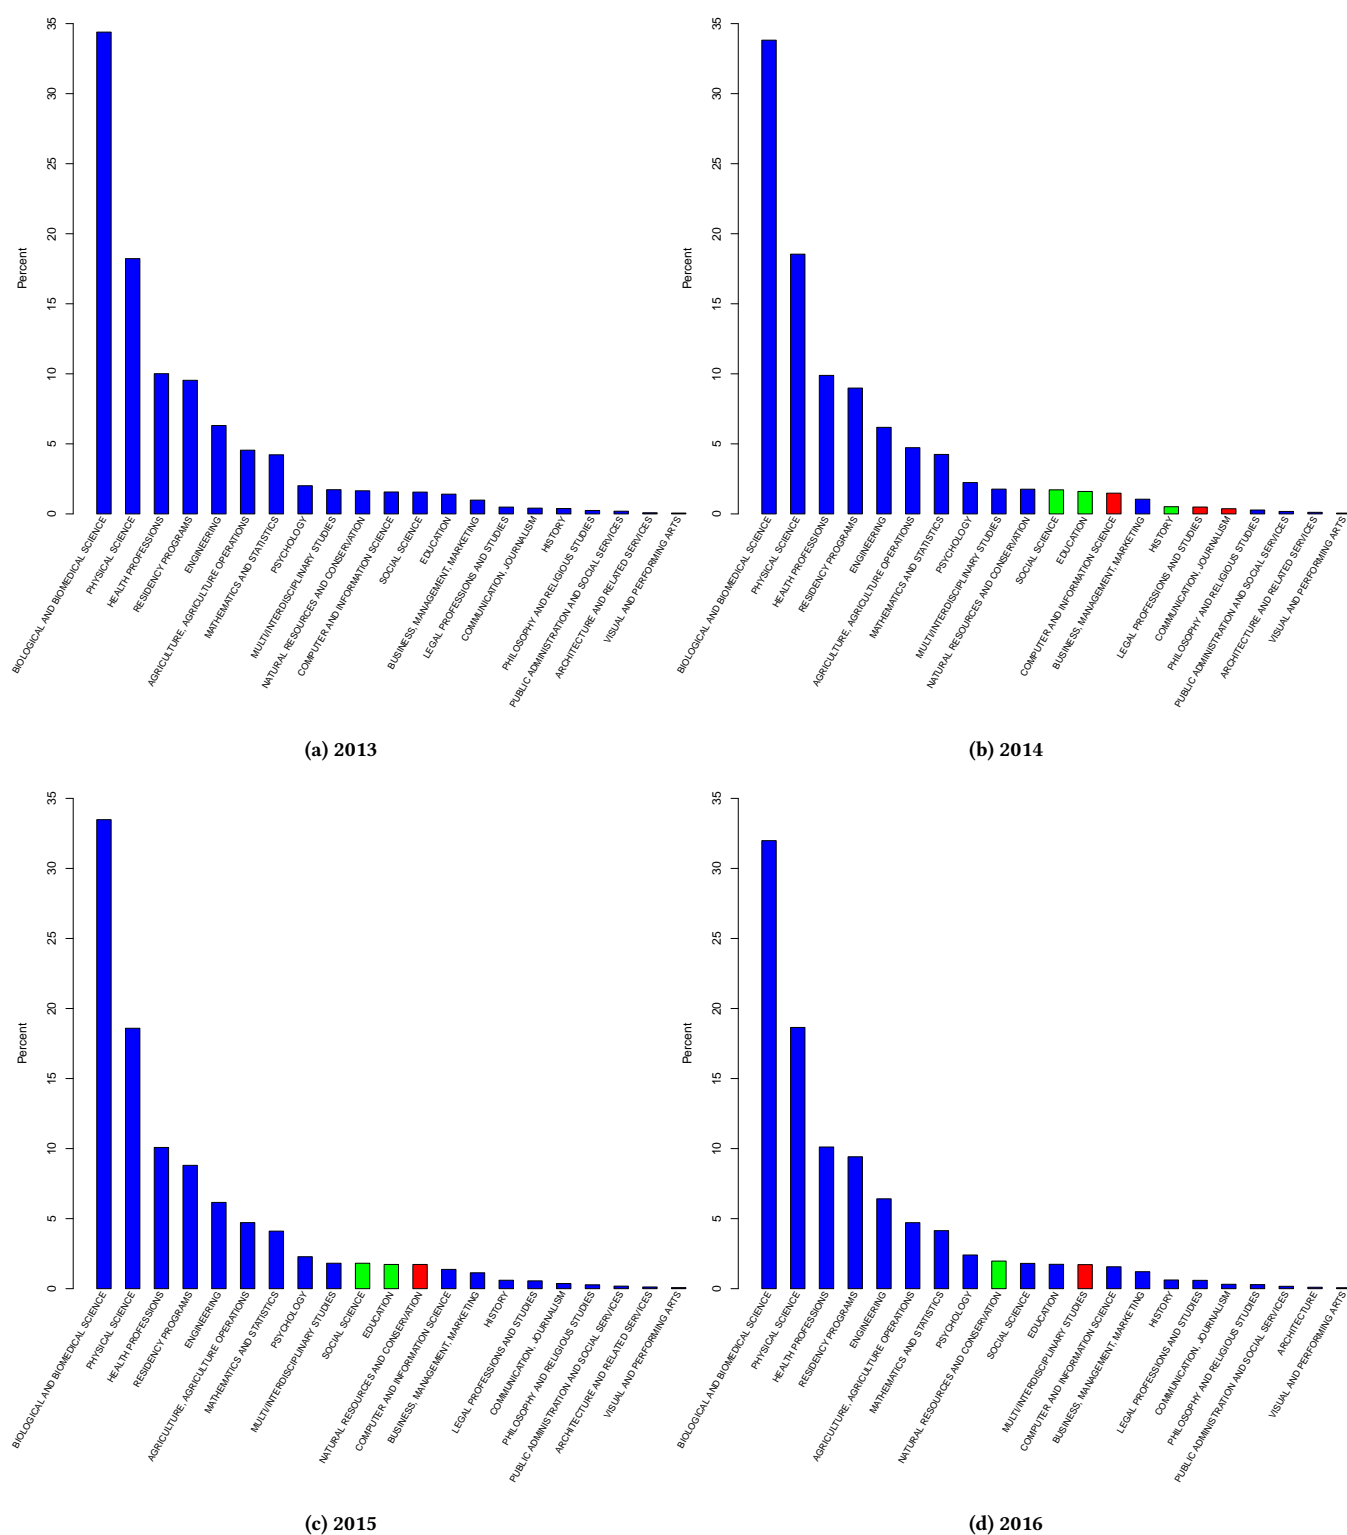 35
30
25
20
15
10
5
0
Percent
BIOLOGICAL AND BIOMEDICAL SCIENCE
PHYSICAL SCIENCE
HEALTH PROFESSIONS
RESIDENCY PROGRAMS
ENGINEERING
AGRICULTURE, AGRICULTURE OPERATIONS
MATHEMATICS AND STATISTICS
PSYCHOLOGY
MULTI/INTERDISCIPLINARY STUDIES
NATURAL RESOURCES AND CONSERVATION
COMPUTER AND INFORMATION SCIENCE
SOCIAL SCIENCE
EDUCATION
BUSINESS, MANAGEMENT, MARKETING
LEGAL PROFESSIONS AND STUDIES
COMMUNICATION, JOURNALISM
HISTORY
PHILOSOPHY AND RELIGIOUS STUDIES
PUBLIC ADMINISTRATION AND SOCIAL SERVICES
ARCHITECTURE AND RELATED SERVICES
VISUAL AND PERFORMING ARTS
(a) 2013
35
30
25
20
15
10
5
0
Percent
BIOLOGICAL AND BIOMEDICAL SCIENCE
PHYSICAL SCIENCE
HEALTH PROFESSIONS
RESIDENCY PROGRAMS
ENGINEERING
AGRICULTURE, AGRICULTURE OPERATIONS
MATHEMATICS AND STATISTICS
PSYCHOLOGY
MULTI/INTERDISCIPLINARY STUDIES
NATURAL RESOURCES AND CONSERVATION
SOCIAL SCIENCE
EDUCATION
COMPUTER AND INFORMATION SCIENCE
BUSINESS, MANAGEMENT, MARKETING
HISTORY
LEGAL PROFESSIONS AND STUDIES
COMMUNICATION, JOURNALISM
PHILOSOPHY AND RELIGIOUS STUDIES
PUBLIC ADMINISTRATION AND SOCIAL SERVICES
ARCHITECTURE AND RELATED SERVICES
VISUAL AND PERFORMING ARTS
(b) 2014
35
30
25
20
15
10
5
0
Percent
BIOLOGICAL AND BIOMEDICAL SCIENCE
PHYSICAL SCIENCE
HEALTH PROFESSIONS
RESIDENCY PROGRAMS
ENGINEERING
AGRICULTURE, AGRICULTURE OPERATIONS
MATHEMATICS AND STATISTICS
PSYCHOLOGY
MULTI/INTERDISCIPLINARY STUDIES
SOCIAL SCIENCE
EDUCATION
NATURAL RESOURCES AND CONSERVATION
COMPUTER AND INFORMATION SCIENCE
BUSINESS, MANAGEMENT, MARKETING
HISTORY
LEGAL PROFESSIONS AND STUDIES
COMMUNICATION, JOURNALISM
PHILOSOPHY AND RELIGIOUS STUDIES
PUBLIC ADMINISTRATION AND SOCIAL SERVICES
ARCHITECTURE AND RELATED SERVICES
VISUAL AND PERFORMING ARTS
(c) 2015
35
30
25
20
15
10
5
0
Percent
BIOLOGICAL AND BIOMEDICAL SCIENCE
PHYSICAL SCIENCE
HEALTH PROFESSIONS
RESIDENCY PROGRAMS
ENGINEERING
AGRICULTURE, AGRICULTURE OPERATIONS
MATHEMATICS AND STATISTICS
PSYCHOLOGY
NATURAL RESOURCES AND CONSERVATION
SOCIAL SCIENCE
EDUCATION
MULTI/INTERDISCIPLINARY STUDIES
COMPUTER AND INFORMATION SCIENCE
BUSINESS, MANAGEMENT, MARKETING
HISTORY
LEGAL PROFESSIONS AND STUDIES
COMMUNICATION, JOURNALISM
PHILOSOPHY AND RELIGIOUS STUDIES
PUBLIC ADMINISTRATION AND SOCIAL SERVICES
ARCHITECTURE
VISUAL AND PERFORMING ARTS
(d) 2016